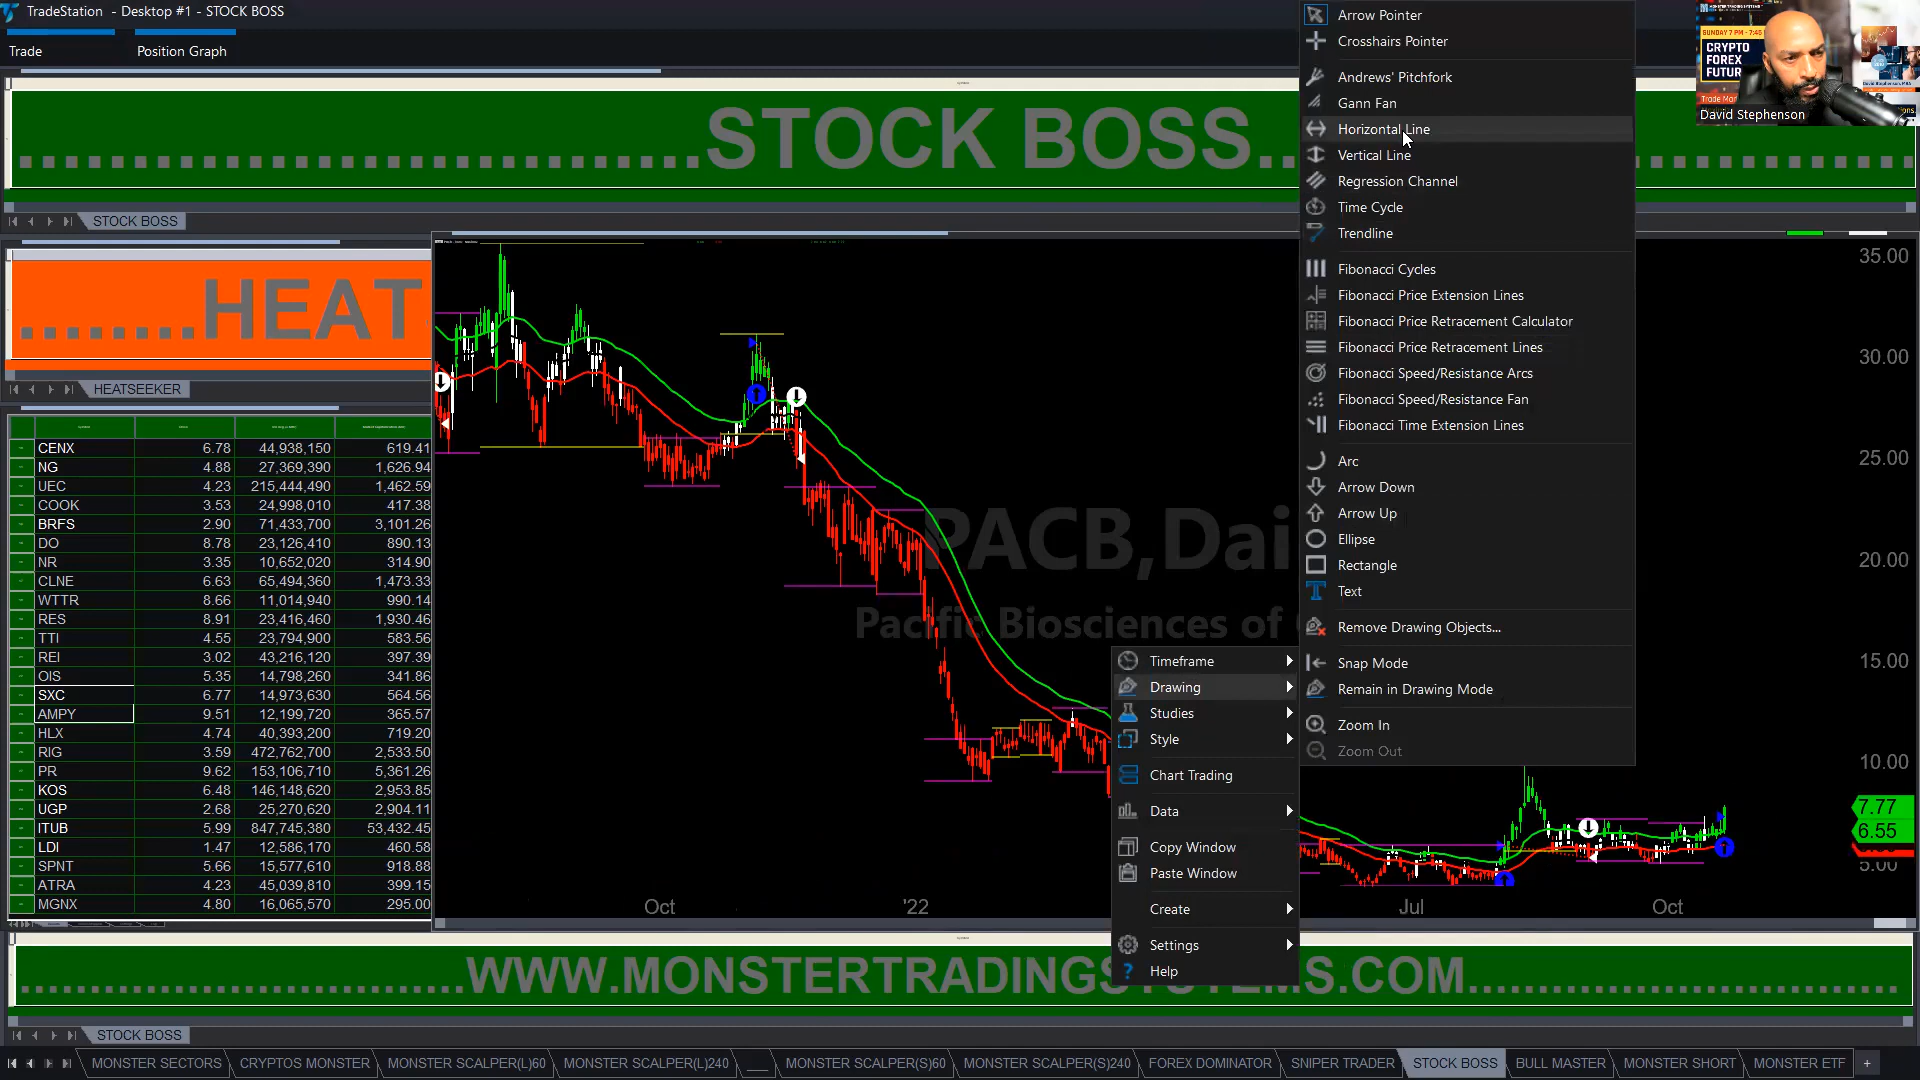 TradeStation - Desktop #1 - STOCK BOSS
Trade
Position Graph
STOCK BOSS
STOCK BOSS
HEAT
HEATSEEKER
CENX 6.78 44,938,150 619.41
NG 4.88 27,369,390 1,626.94
UEC 4.23 215,444,490 1,462.59
COOK 3.53 24,998,010 417.38
BRFS 2.90 71,433,700 3,101.26
DO 8.78 23,126,410 890.13
NR 3.35 10,652,020 314.90
CLNE 6.63 65,494,360 1,473.33
WTTR 8.66 11,014,940 990.14
RES 8.91 23,416,460 1,930.46
TTI 4.55 23,794,900 583.56
REI 3.02 43,216,120 397.39
OIS 5.35 14,798,260 341.86
SXC 6.77 14,973,630 564.56
AMPY 9.51 12,199,720 365.57
HLX 4.74 40,393,200 719.20
RIG 3.59 472,762,700 2,533.50
PR 9.62 153,106,710 5,361.26
KOS 6.48 146,148,620 2,953.85
UGP 2.68 25,270,620 2,904.11
ITUB 5.99 847,745,380 53,432.45
LDI 1.47 12,586,170 460.58
SPNT 5.66 15,577,610 918.88
ATRA 4.23 45,039,810 399.15
MGNX 4.80 16,065,570 295.00
PACB,Dai
Pacific Biosciences of
Oct
'22
Jul
Oct
35.00
30.00
25.00
20.00
15.00
10.00
7.77
6.55
5.00
Timeframe
Drawing
Studies
Style
Chart Trading
Data
Copy Window
Paste Window
Create
Settings
Help
Arrow Pointer
Crosshairs Pointer
Andrews' Pitchfork
Gann Fan
Horizontal Line
Vertical Line
Regression Channel
Time Cycle
Trendline
Fibonacci Cycles
Fibonacci Price Extension Lines
Fibonacci Price Retracement Calculator
Fibonacci Price Retracement Lines
Fibonacci Speed/Resistance Arcs
Fibonacci Speed/Resistance Fan
Fibonacci Time Extension Lines
Arc
Arrow Down
Arrow Up
Ellipse
Rectangle
Text
Remove Drawing Objects...
Snap Mode
Remain in Drawing Mode
Zoom In
Zoom Out
SUNDAY 7 PM - 7:45
CRYPTO
FOREX
FUTUR
David Stephenson
WWW.MONSTERTRADINGSYSTEMS.COM
STOCK BOSS
MONSTER SECTORS
CRYPTOS MONSTER
MONSTER SCALPER(L)60
MONSTER SCALPER(L)240
MONSTER SCALPER(S)60
MONSTER SCALPER(S)240
FOREX DOMINATOR
SNIPER TRADER
STOCK BOSS
BULL MASTER
MONSTER SHORT
MONSTER ETF